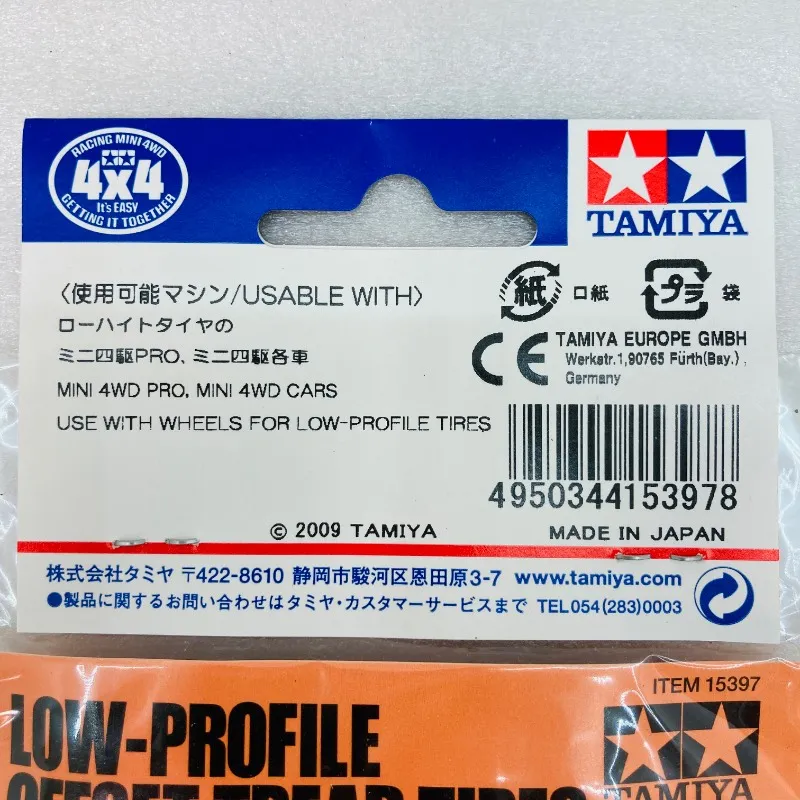 RACING MINI 4WD
4x4
It's EASY
GETTING IT TOGETHER
TAMIYA
〈使用可能マシン/USABLE WITH〉
ローハイトタイヤの
ミニ四駆PRO、ミニ四駆各車
MINI 4WD PRO, MINI 4WD CARS
USE WITH WHEELS FOR LOW-PROFILE TIRES
紙 口紙
プラ 袋
CE TAMIYA EUROPE GMBH
Werkstr.1,90765 Fürth(Bay.),
Germany
4950344153978
© 2009 TAMIYA
MADE IN JAPAN
株式会社タミヤ 〒422-8610 静岡市駿河区恩田原3-7 www.tamiya.com
●製品に関するお問い合わせはタミヤ・カスタマーサービスまで TEL054(283)0003
ITEM 15397
LOW-PROFILE
OFFSET TREAD TIRES
TAMIYA